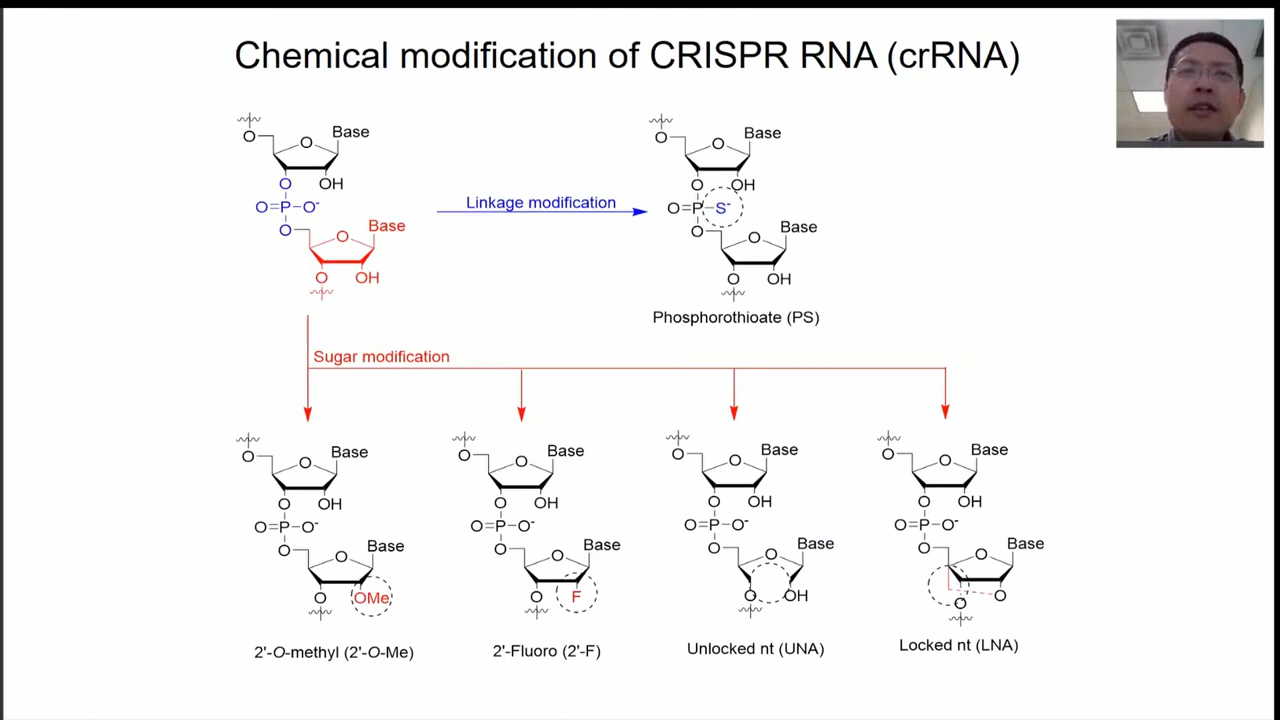 Chemical modification of CRISPR RNA (crRNA)
O
O
Base
O
OH
O=P–O⁻
O
O
Base
O
OH
Linkage modification
O
O
Base
O
OH
O=P–S⁻
O
O
Base
O
OH
Phosphorothioate (PS)
Sugar modification
O
O
Base
O
OH
O=P–O⁻
O
O
Base
O
OMe
2'-O-methyl (2'-O-Me)
O
O
Base
O
OH
O=P–O⁻
O
O
Base
O
F
2'-Fluoro (2'-F)
O
O
Base
O
OH
O=P–O⁻
O
O
Base
O
OH
Unlocked nt (UNA)
O
O
Base
O
OH
O=P–O⁻
O
O
Base
O
O
Locked nt (LNA)